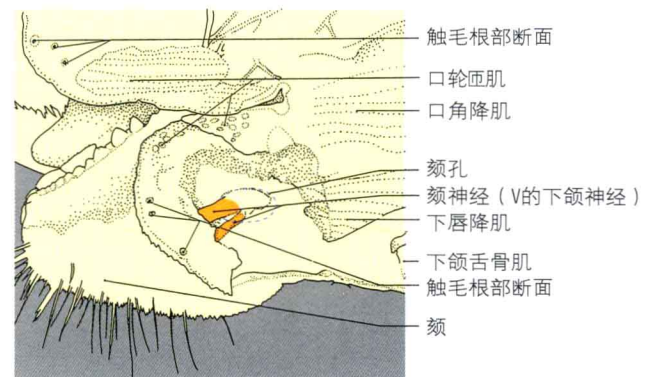 触毛根部断面
口轮匝肌
口角降肌
颏孔
颏神经（V的下颌神经）
下唇降肌
下颌舌骨肌
触毛根部断面
颏